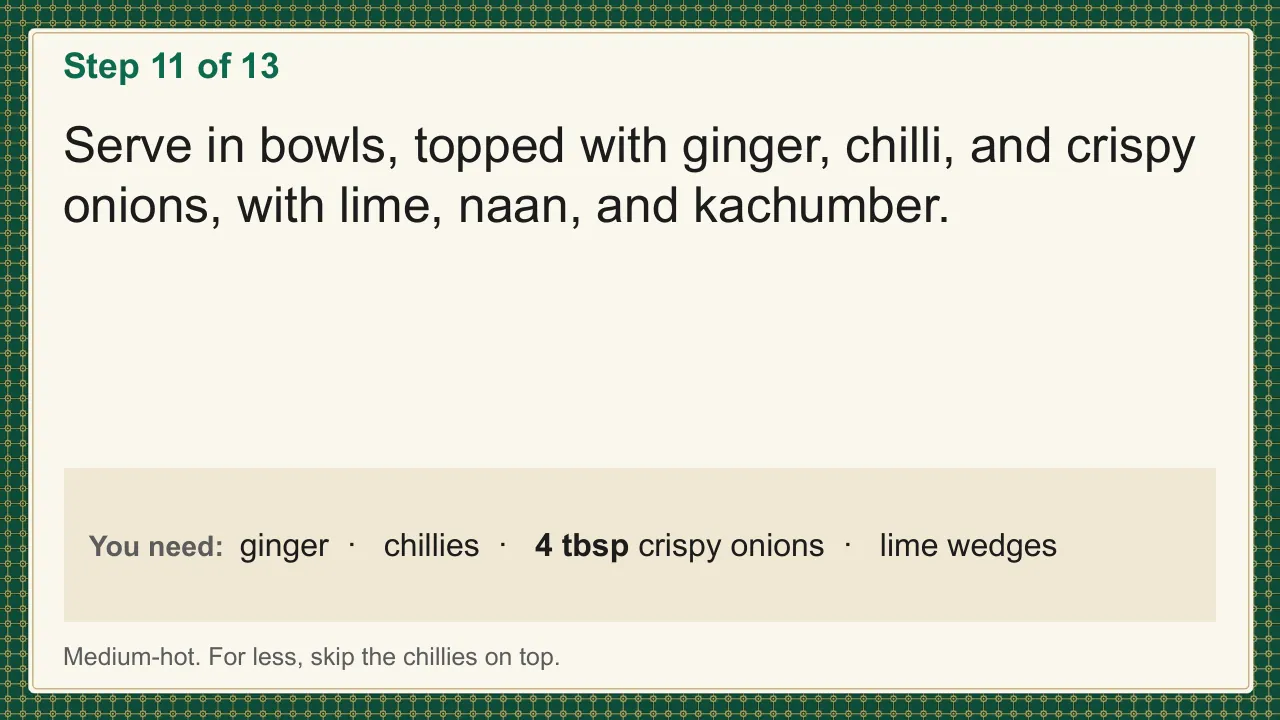 Step 11 of 13
Serve in bowls, topped with ginger, chilli, and crispy
onions, with lime, naan, and kachumber.
You need: ginger · chillies · 4 tbsp crispy onions · lime wedges
Medium-hot. For less, skip the chillies on top.